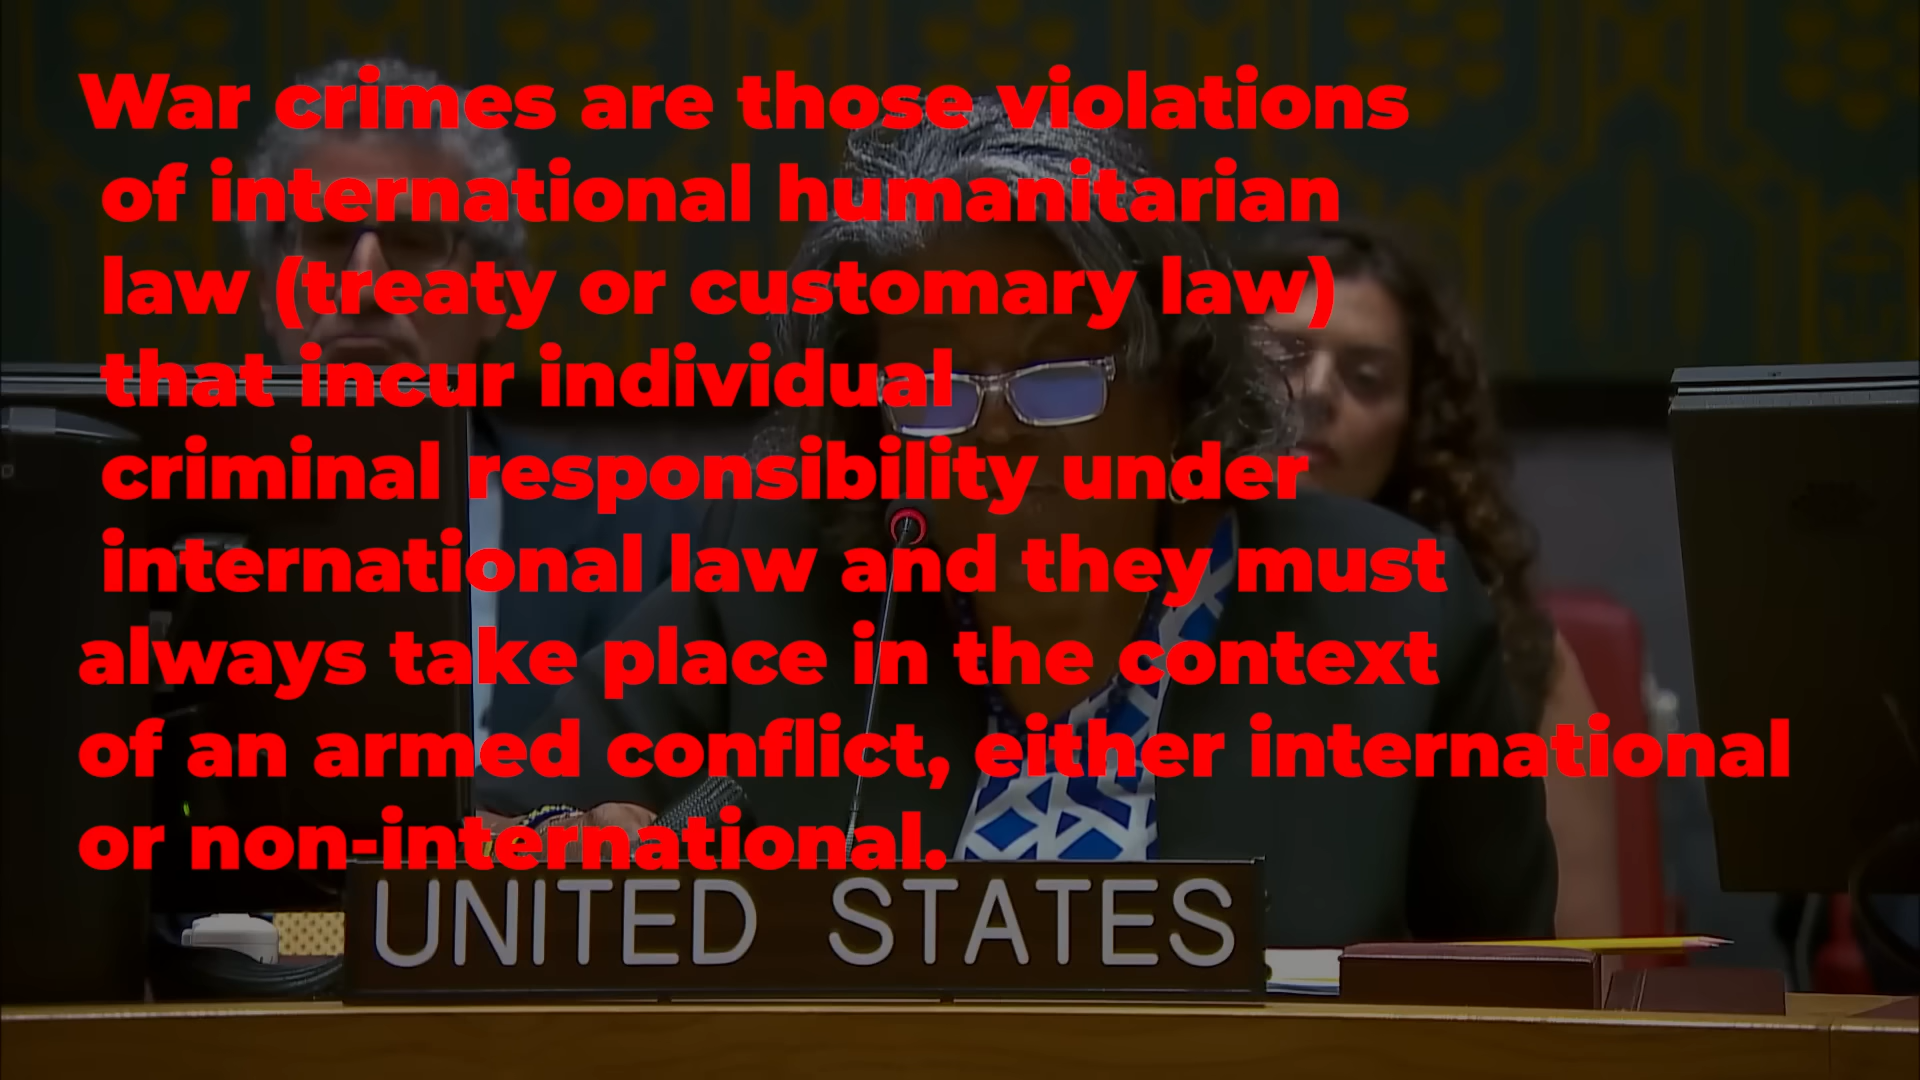 War crimes are those violations
of international humanitarian
law (treaty or customary law)
that incur individual
criminal responsibility under
international law and they must
always take place in the context
of an armed conflict, either international
or non-international.
UNITED STATES